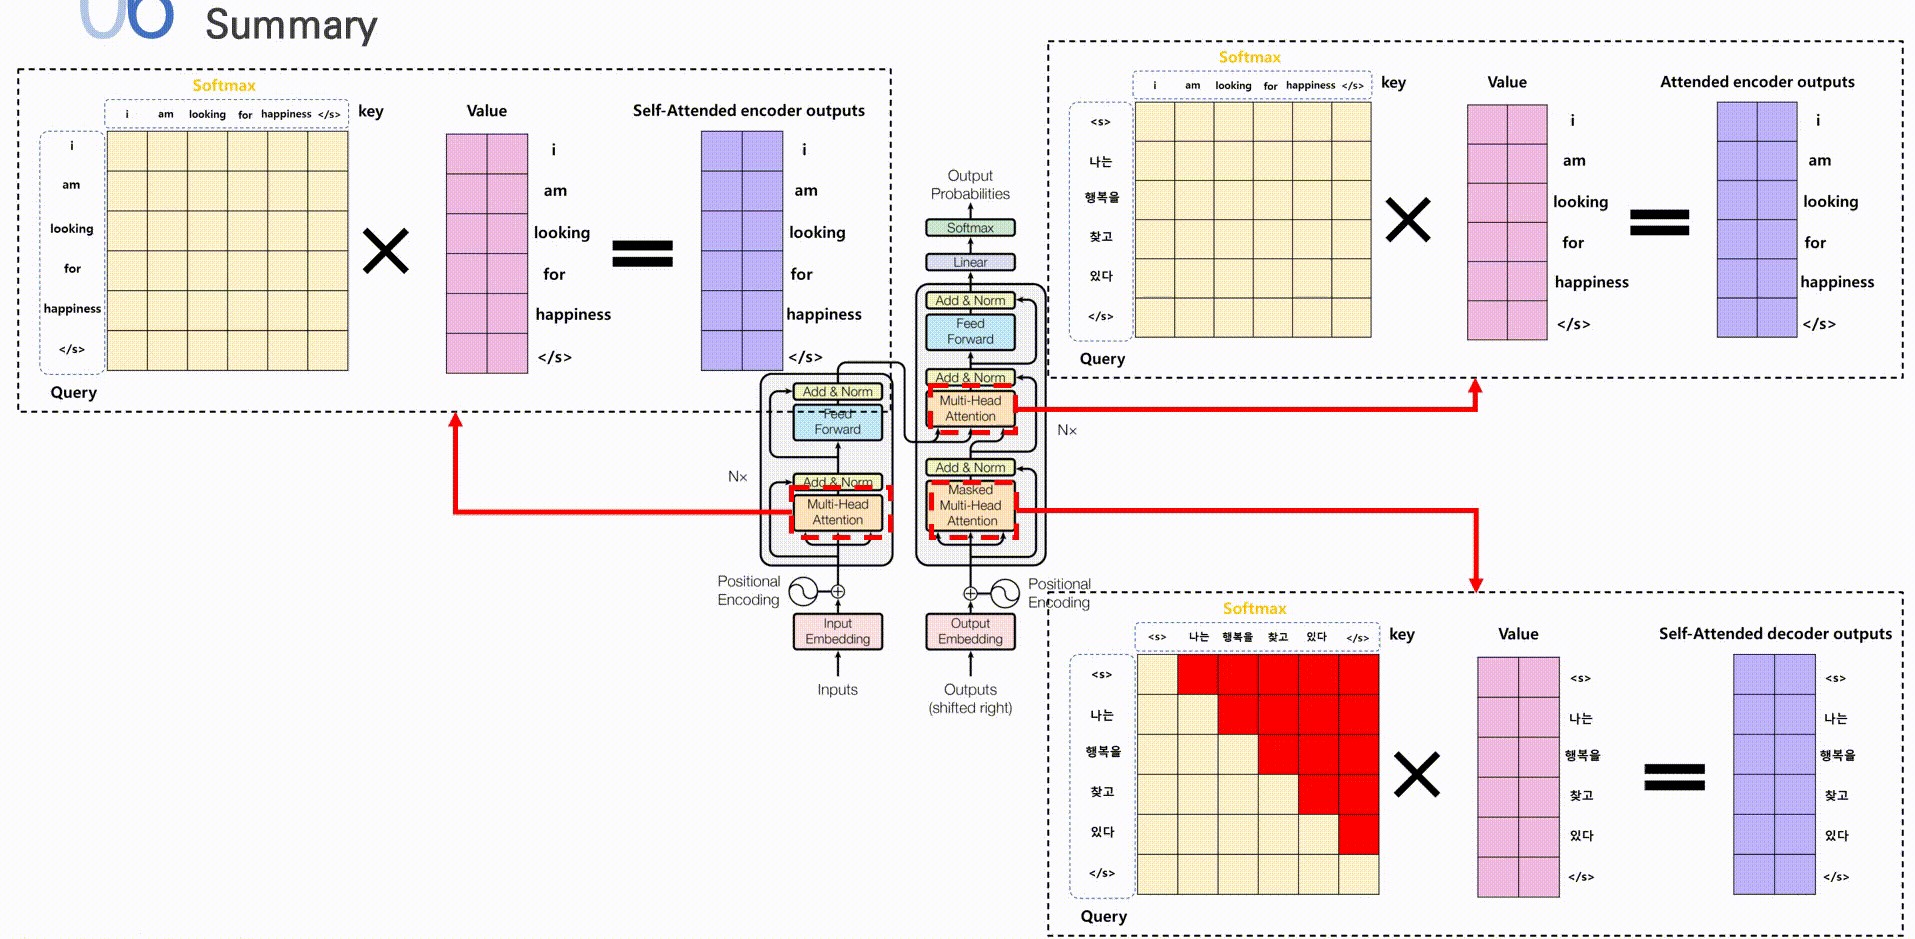 06
Summary
Softmax
i am looking for happiness </s> key
Value
Self-Attended encoder outputs
i
am
looking
for
happiness
</s>
Query
i
am
looking
for
happiness
</s>
i
am
looking
for
happiness
</s>
Output
Probabilities
Softmax
Linear
Add & Norm
Feed
Forward
Add & Norm
Multi-Head
Attention
Nx
Add & Norm
Masked
Multi-Head
Attention
Add & Norm
Feed
Forward
Nx
Add & Norm
Multi-Head
Attention
Positional
Encoding
Positional
Encoding
Input
Embedding
Output
Embedding
Inputs
Outputs
(shifted right)
Softmax
i am looking for happiness </s> key
Value
Attended encoder outputs
<s>
나는
행복을
찾고
있다
</s>
Query
i
am
looking
for
happiness
</s>
i
am
looking
for
happiness
</s>
Softmax
<s> 나는 행복을 찾고 있다 </s> key
Value
Self-Attended decoder outputs
<s>
나는
행복을
찾고
있다
</s>
Query
<s>
나는
행복을
찾고
있다
</s>
<s>
나는
행복을
찾고
있다
</s>